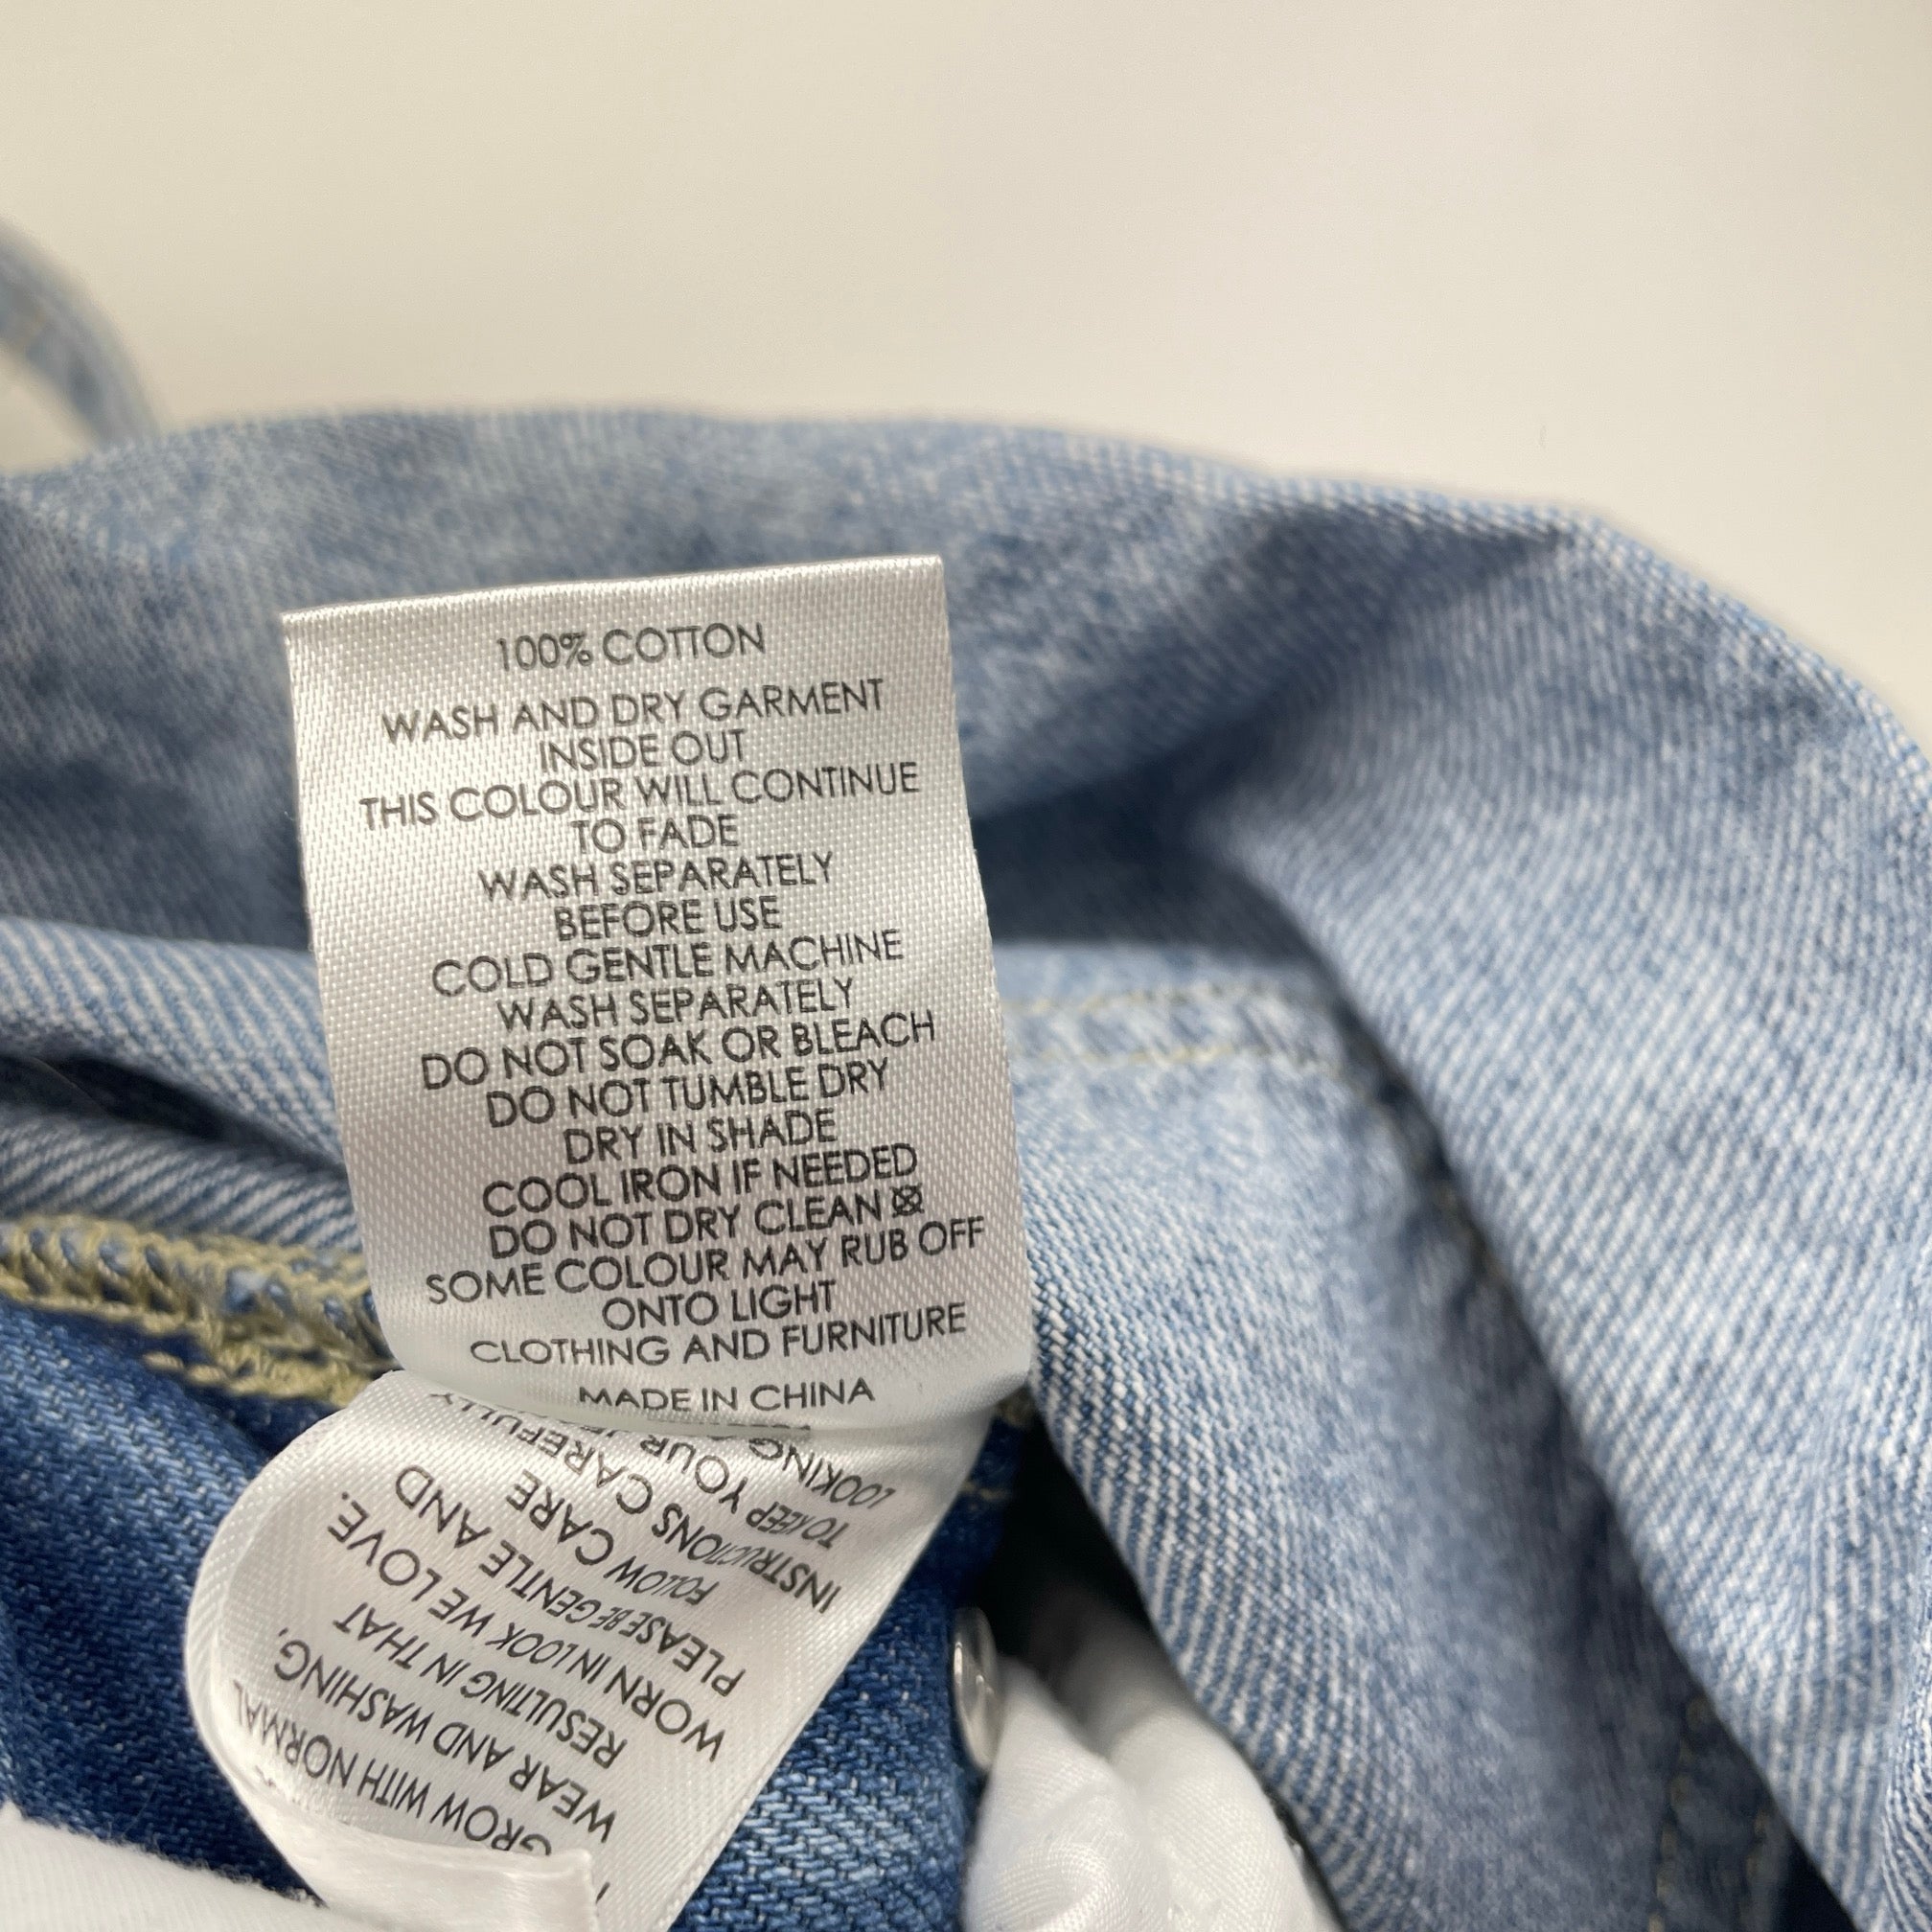 100% COTTON
WASH AND DRY GARMENT
INSIDE OUT
THIS COLOUR WILL CONTINUE
TO FADE
WASH SEPARATELY
BEFORE USE
COLD GENTLE MACHINE
WASH SEPARATELY
DO NOT SOAK OR BLEACH
DO NOT TUMBLE DRY
DRY IN SHADE
COOL IRON IF NEEDED
DO NOT DRY CLEAN
SOME COLOUR MAY RUB OFF
ONTO LIGHT
CLOTHING AND FURNITURE
MADE IN CHINA
GROW WITH NORMAL
WEAR AND WASHING,
RESULTING IN THAT
WORN IN LOOK WE LOVE.
PLEASE BE GENTLE AND
FOLLOW CARE
INSTRUCTIONS CAREFULLY
TO KEEP YOUR
LOOKING